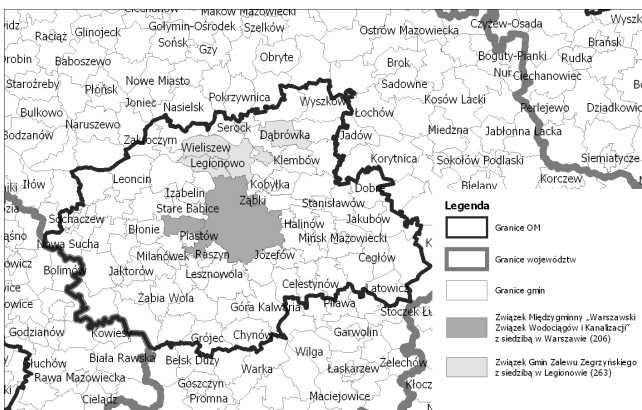 Maków Mazowiecki
Gołymin-Ośrodek
Szelków
Czyżew-Osada
Raciąż
Glinojeck
Sońsk
Gzy
Ostrów Mazowiecka
Brańsk
Boguty-Pianki
Rudka
Baboszewo
Obryte
Brok
Nur
Ciechanowiec
Staroźreby
Nowe Miasto
Sadowne
Płońsk
Joniec
Nasielsk
Pokrzywnica
Wyszków
Kosów Lacki
Perlejewo
Dziadkowice
Bulkowo
Łochów
Naruszewo
Serock
Dąbrówka
Jadów
Miedzna
Jabłonna Lacka
Bodzanów
Zakroczym
Wieliszew
Legionowo
Klembów
Korytnica
Sokołów Podlaski
Siemiatycze
Iłów
Leoncin
Izabelin
Kobyłka
Dobre
Bielany
Korczew
Stare Babice
Ząbki
Stanisławów
Sochaczew
Błonie
Halinów
Jakubów
Nowa Sucha
Piastów
Mińsk Mazowiecki
Milanówek
Raszyn
Józefów
Cegłów
Bolimów
Jaktorów
Lesznowola
Celestynów
Latowicz
Żabia Wola
Góra Kalwaria
Pilawa
Stoczek Łu
Godzianów
Kowiesy
Grójec
Chynów
Garwolin
Biała Rawska
Belsk Duży
Wilga
Żelechów
Głuchów
Rawa Mazowiecka
Warka
Łaskarzew
Goszczyn
Kłocz
Cielądz
Promna
Maciejowice
Legenda
Granice OM
Granice województw
Granice gmin
Związek Międzygminny „Warszawski
Związek Wodociągów i Kanalizacji”
z siedzibą w Warszawie (206)
Związek Gmin Zalewu Zegrzyńskiego
z siedzibą w Legionowie (263)